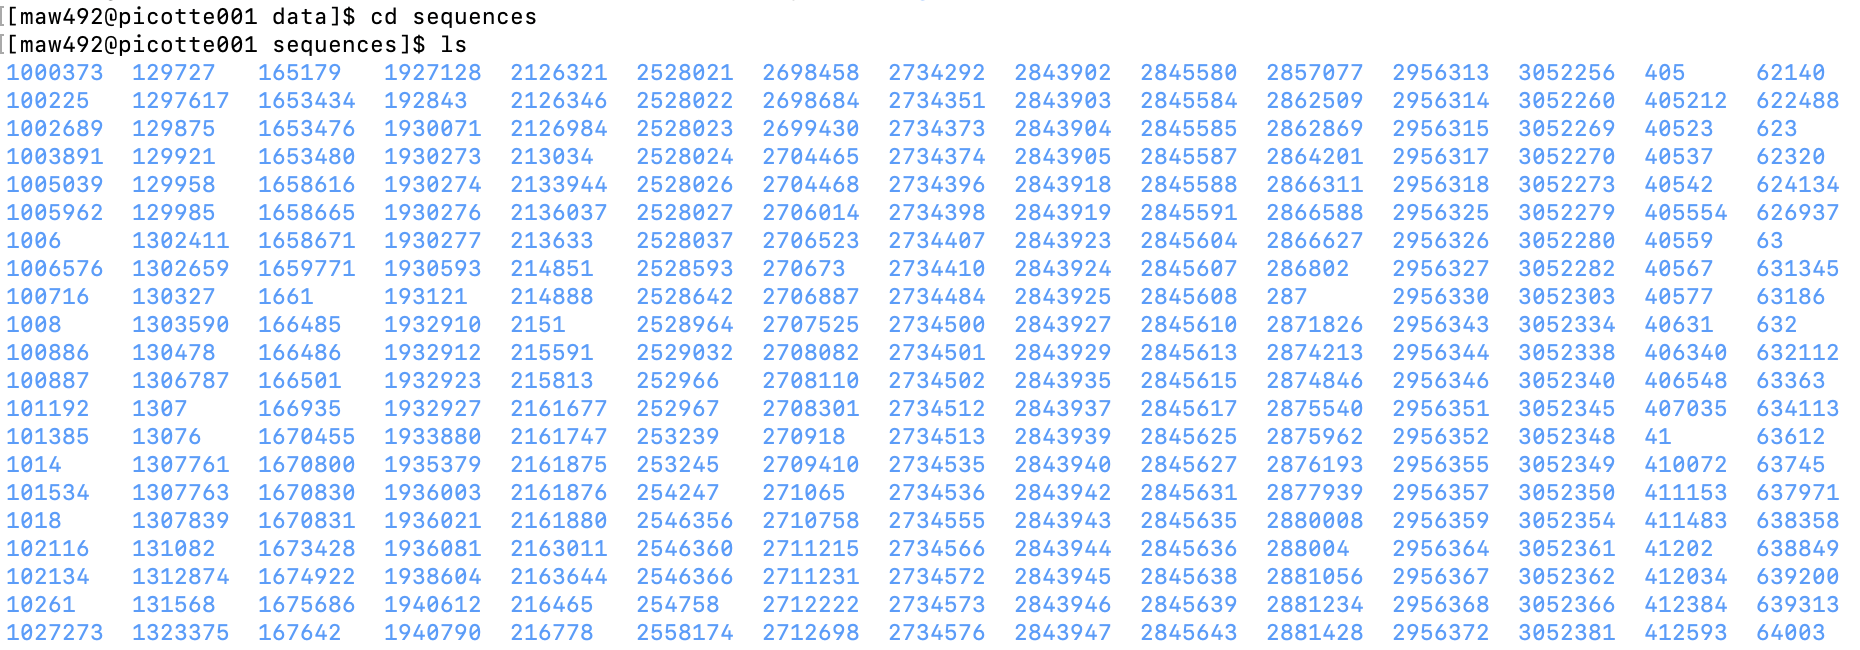 [[maw492@picotte001 data]$ cd sequences
[[maw492@picotte001 sequences]$ ls
1000373 129727 165179 1927128 2126321 2528021 2698458 2734292 2843902 2845580 2857077 2956313 3052256 405 62140
100225 1297617 1653434 192843 2126346 2528022 2698684 2734351 2843903 2845584 2862509 2956314 3052260 405212 622488
1002689 129875 1653476 1930071 2126984 2528023 2699430 2734373 2843904 2845585 2862869 2956315 3052269 40523 623
1003891 129921 1653480 1930273 213034 2528024 2704465 2734374 2843905 2845587 2864201 2956317 3052270 40537 62320
1005039 129958 1658616 1930274 2133944 2528026 2704468 2734396 2843918 2845588 2866311 2956318 3052273 40542 624134
1005962 129985 1658665 1930276 2136037 2528027 2706014 2734398 2843919 2845591 2866588 2956325 3052279 405554 626937
1006 1302411 1658671 1930277 213633 2528037 2706523 2734407 2843923 2845604 2866627 2956326 3052280 40559 63
1006576 1302659 1659771 1930593 214851 2528593 270673 2734410 2843924 2845607 286802 2956327 3052282 40567 631345
100716 130327 1661 193121 214888 2528642 2706887 2734484 2843925 2845608 287 2956330 3052303 40577 63186
1008 1303590 166485 1932910 2151 2528964 2707525 2734500 2843927 2845610 2871826 2956343 3052334 40631 632
100886 130478 166486 1932912 215591 2529032 2708082 2734501 2843929 2845613 2874213 2956344 3052338 406340 632112
100887 1306787 166501 1932923 215813 252966 2708110 2734502 2843935 2845615 2874846 2956346 3052340 406548 63363
101192 1307 166935 1932927 2161677 252967 2708301 2734512 2843937 2845617 2875540 2956351 3052345 407035 634113
101385 13076 1670455 1933880 2161747 253239 270918 2734513 2843939 2845625 2875962 2956352 3052348 41 63612
1014 1307761 1670800 1935379 2161875 253245 2709410 2734535 2843940 2845627 2876193 2956355 3052349 410072 63745
101534 1307763 1670830 1936003 2161876 254247 271065 2734536 2843942 2845631 2877939 2956357 3052350 411153 637971
1018 1307839 1670831 1936021 2161880 2546356 2710758 2734555 2843943 2845635 2880008 2956359 3052354 411483 638358
102116 131082 1673428 1936081 2163011 2546360 2711215 2734566 2843944 2845636 288004 2956364 3052361 41202 638849
102134 1312874 1674922 1938604 2163644 2546366 2711231 2734572 2843945 2845638 2881056 2956367 3052362 412034 639200
10261 131568 1675686 1940612 216465 254758 2712222 2734573 2843946 2845639 2881234 2956368 3052366 412384 639313
1027273 1323375 167642 1940790 216778 2558174 2712698 2734576 2843947 2845643 2881428 2956372 3052381 412593 64003